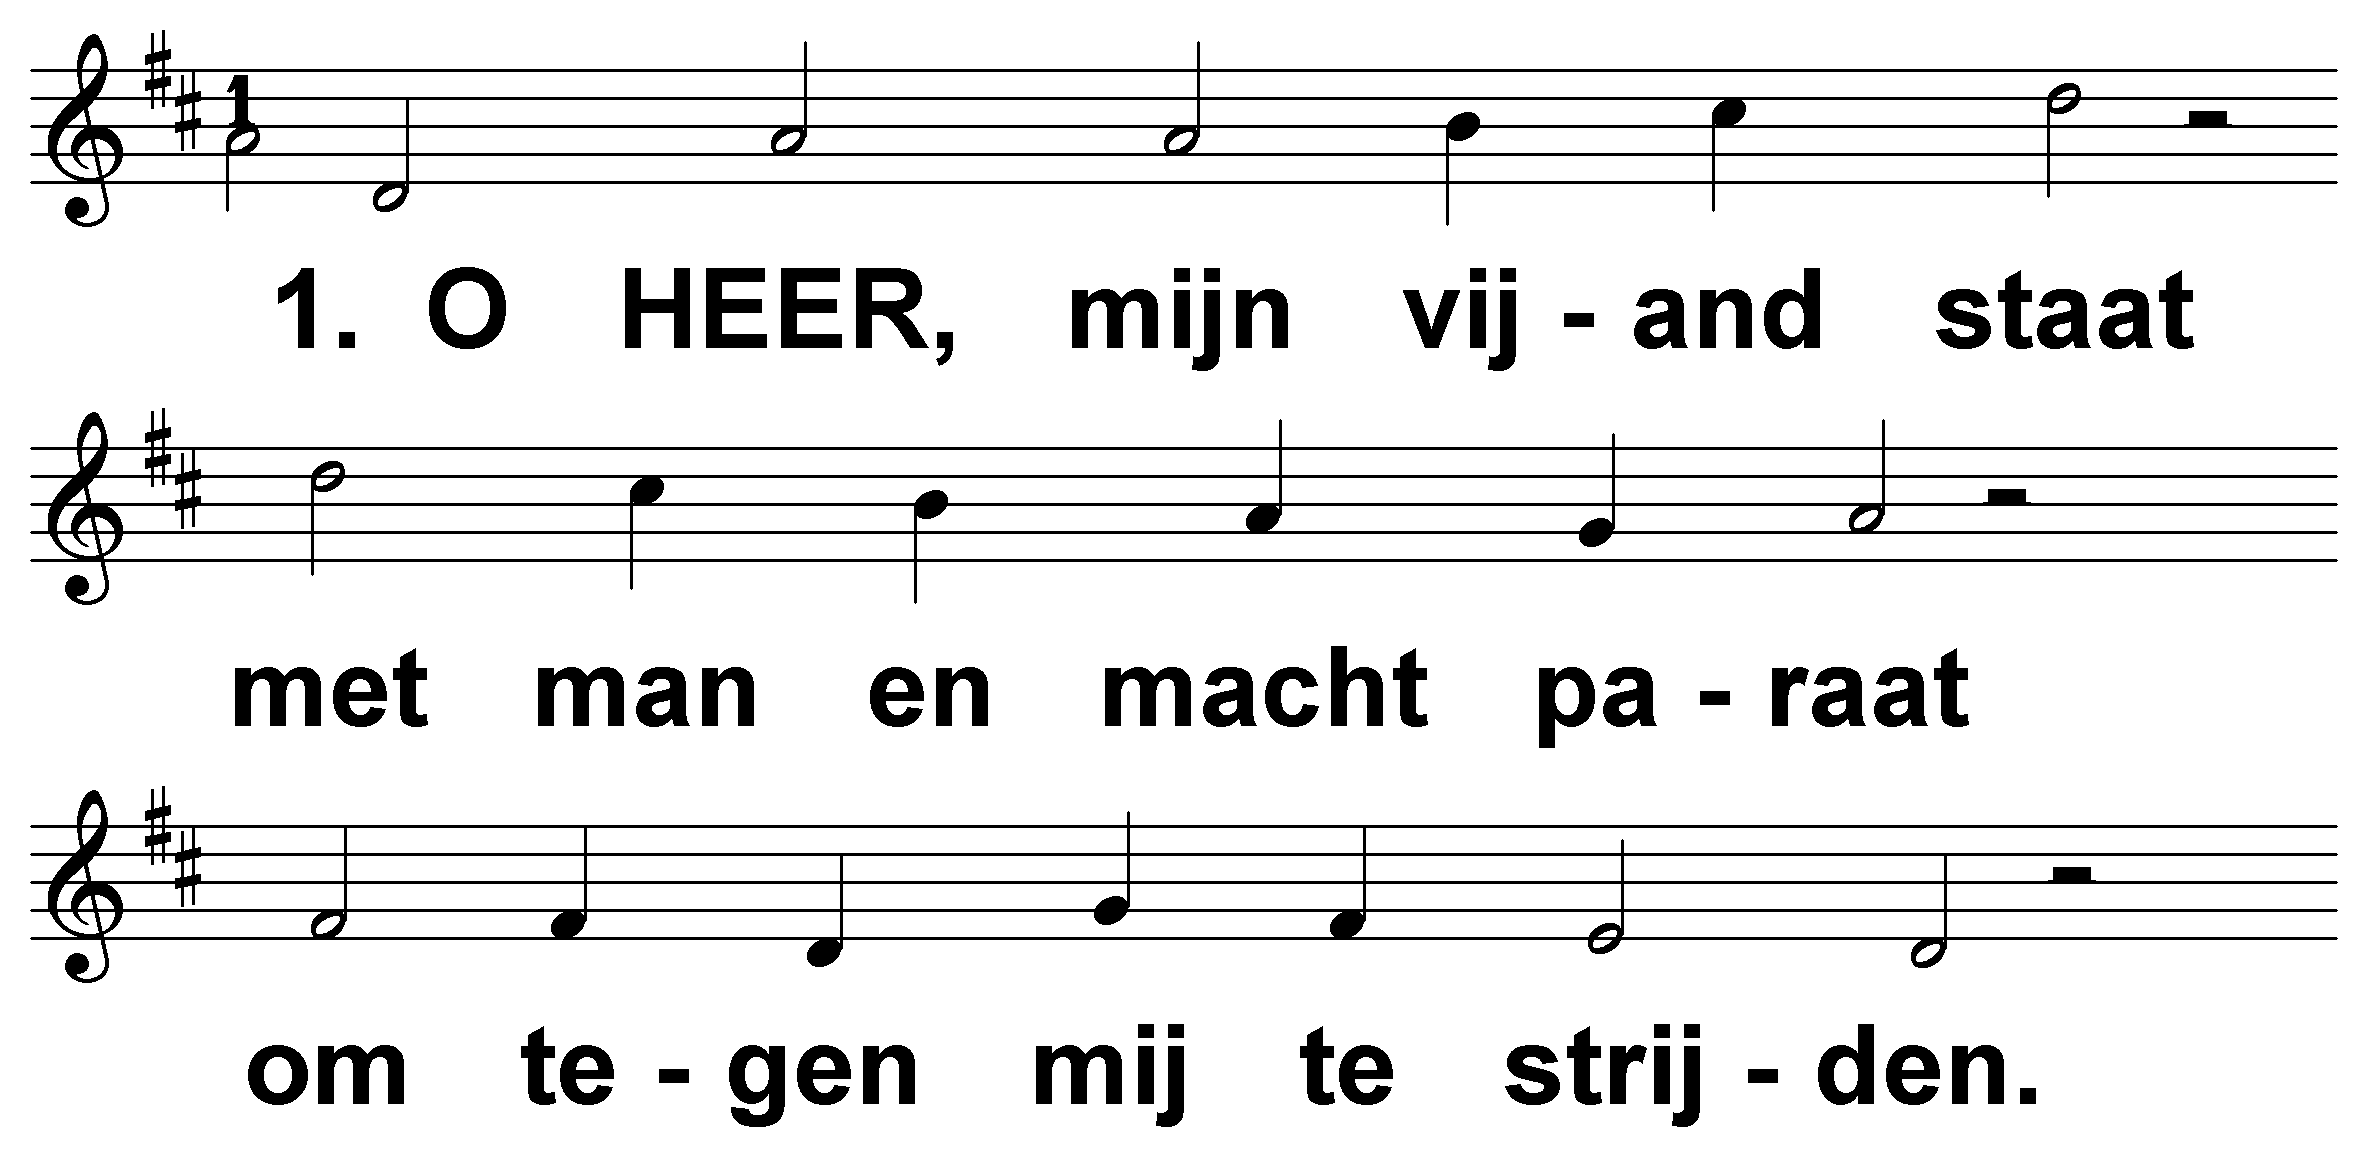 1
1. O HEER, mijn vij - and staat
met man en macht pa - raat
om te - gen mij te strij - den.